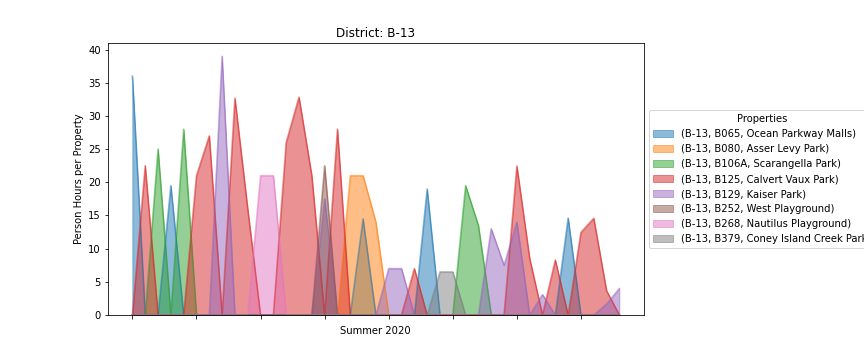 District: B-13
40
35
30
25
20
15
10
5
0
Person Hours per Property
Summer 2020
Properties
(B-13, B065, Ocean Parkway Malls)
(B-13, B080, Asser Levy Park)
(B-13, B106A, Scarangella Park)
(B-13, B125, Calvert Vaux Park)
(B-13, B129, Kaiser Park)
(B-13, B252, West Playground)
(B-13, B268, Nautilus Playground)
(B-13, B379, Coney Island Creek Park